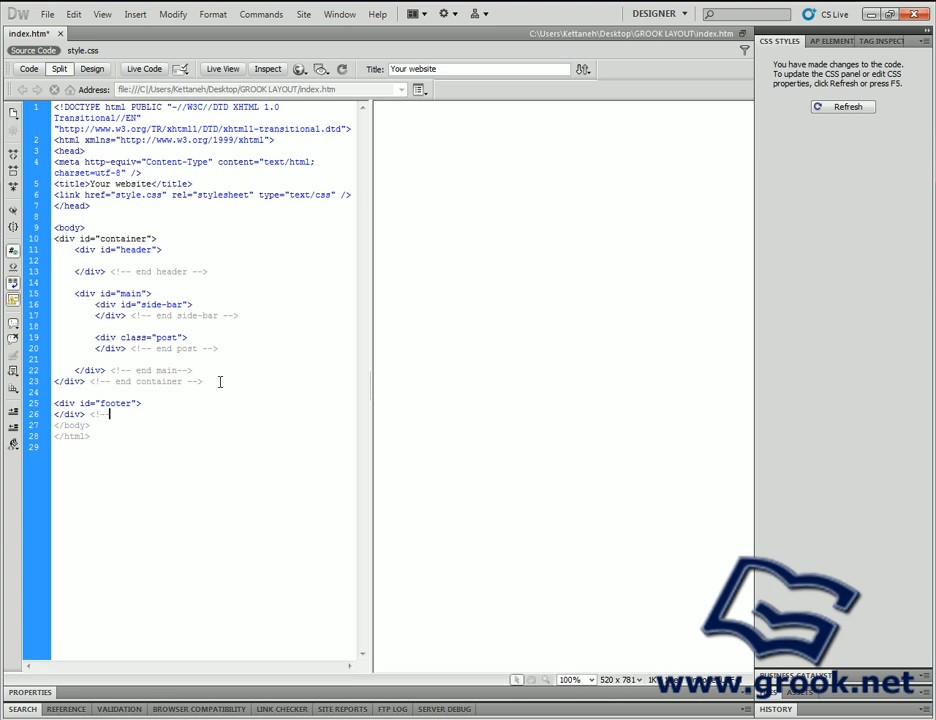 Dw File Edit View Insert Modify Format Commands Site Window Help DESIGNER CS Live
index.htm* C:\Users\Kettaneh\Desktop\GROOK LAYOUT\index.htm
Source Code style.css
Code Split Design Live Code Live View Inspect Title: Your website
Address: file:///C|/Users/Kettaneh/Desktop/GROOK LAYOUT/index.htm
1 <!DOCTYPE html PUBLIC "-//W3C//DTD XHTML 1.0
Transitional//EN"
"http://www.w3.org/TR/xhtml1/DTD/xhtml1-transitional.dtd">
2 <html xmlns="http://www.w3.org/1999/xhtml">
3 <head>
4 <meta http-equiv="Content-Type" content="text/html;
charset=utf-8" />
5 <title>Your website</title>
6 <link href="style.css" rel="stylesheet" type="text/css" />
7 </head>
8
9 <body>
10 <div id="container">
11 <div id="header">
12
13 </div> <!-- end header -->
14
15 <div id="main">
16 <div id="side-bar">
17 </div> <!-- end side-bar -->
18
19 <div class="post">
20 </div> <!-- end post -->
21
22 </div> <!-- end main-->
23 </div> <!-- end container -->
24
25 <div id="footer">
26 </div> <!--
27 </body>
28 </html>
29
CSS STYLES AP ELEMENT TAG INSPECT
You have made changes to the code.
To update the CSS panel or edit CSS
properties, click Refresh or press F5.
Refresh
100% 520 x 781
www.grook.net
PROPERTIES
SEARCH REFERENCE VALIDATION BROWSER COMPATIBILITY LINK CHECKER SITE REPORTS FTP LOG SERVER DEBUG
BUSINESS CATALYST
ASSETS
HISTORY